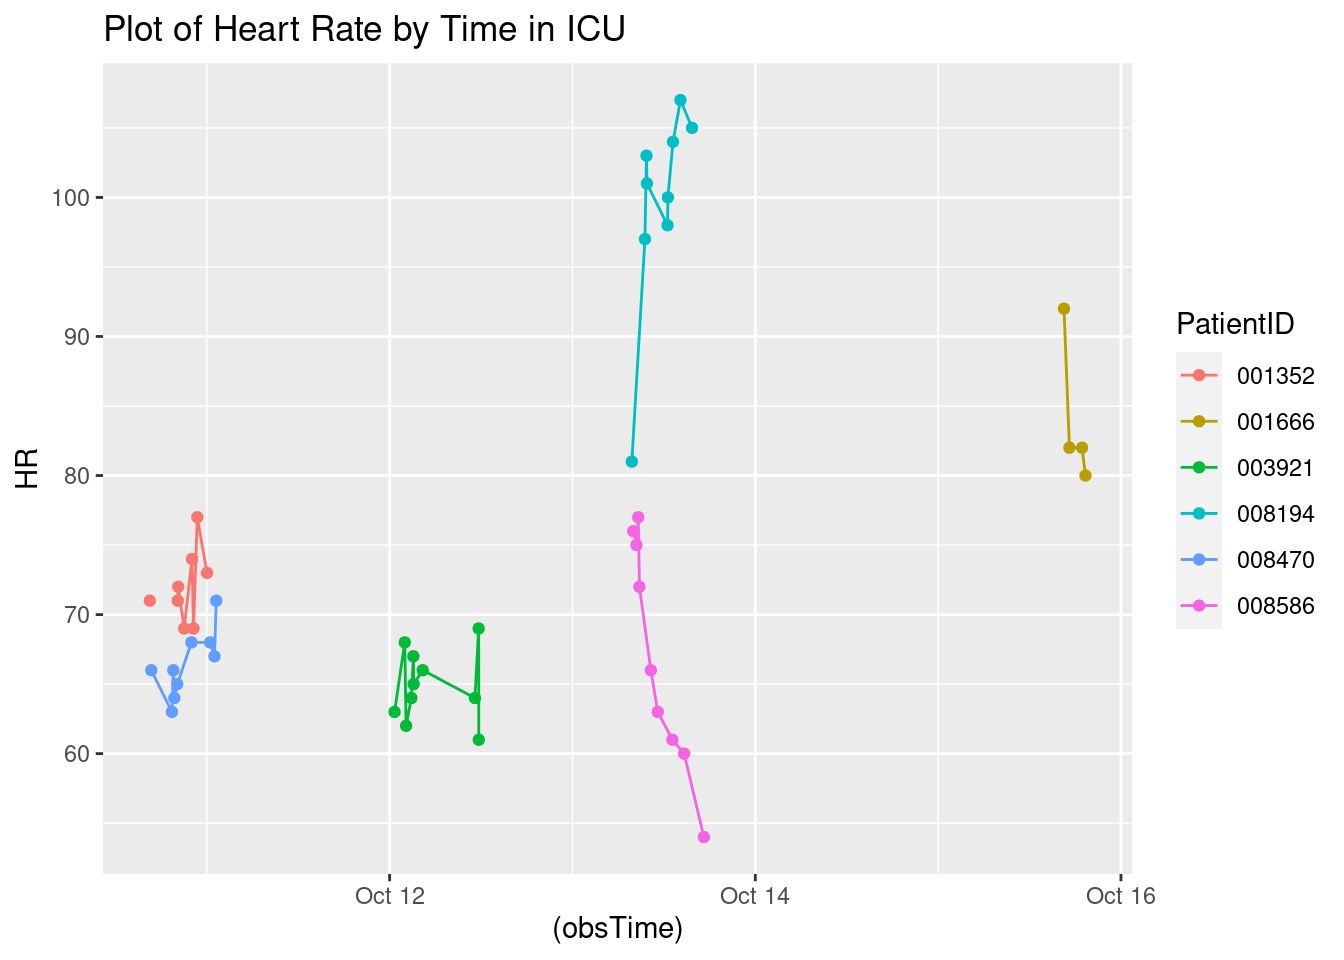 Plot of Heart Rate by Time in ICU
HR
100
90
80
70
60
Oct 12
Oct 14
Oct 16
(obsTime)
PatientID
001352
001666
003921
008194
008470
008586